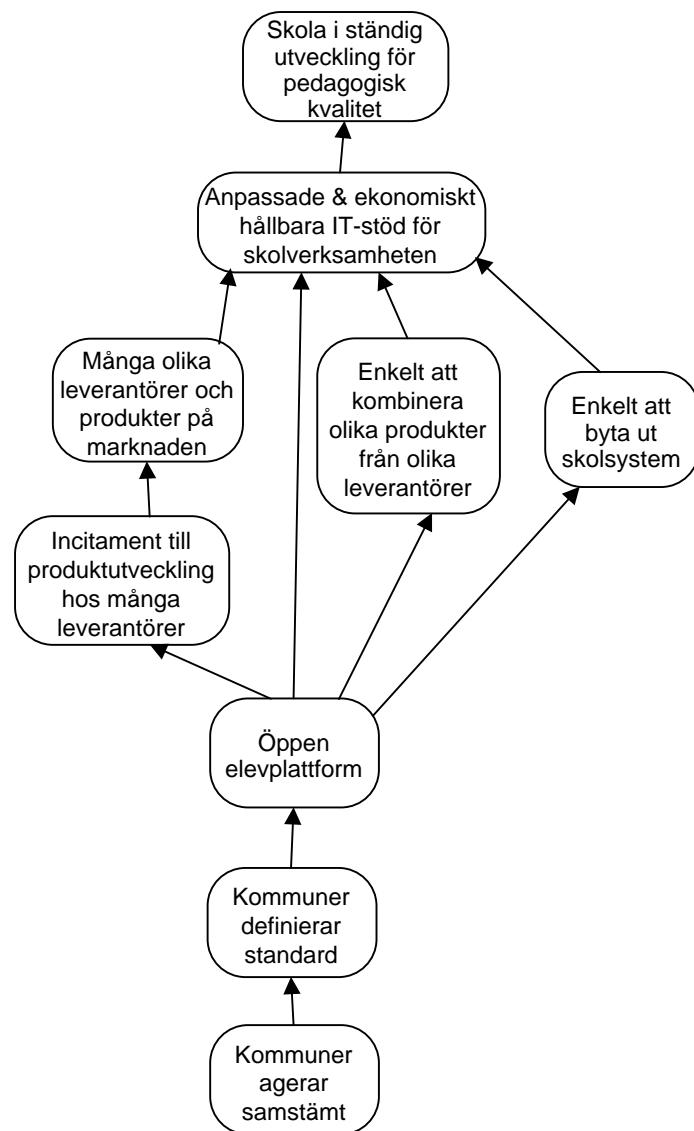 Skola i ständig
utveckling för
pedagogisk
kvalitet
Anpassade & ekonomiskt
hållbara IT-stöd för
skolverksamheten
Många olika
leverantörer och
produkter på
marknaden
Enkelt att
kombinera
olika produkter
från olika
leverantörer
Enkelt att
byta ut
skolsystem
Incitament till
produktutveckling
hos många
leverantörer
Öppen
elevplattform
Kommuner
definierar
standard
Kommuner
agerar
samstämt